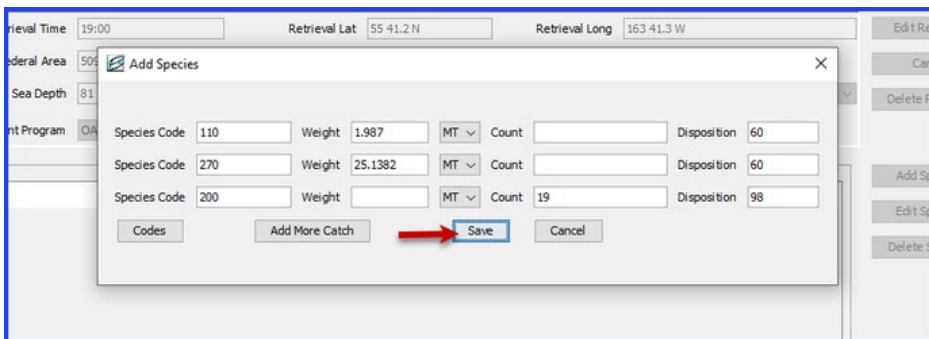 rieval Time 19:00 Retrieval Lat 55 41.2 N Retrieval Long 163 41.3 W Edit Re
ederal Area 509 Add Species Car
Sea Depth 81 Delete R
nt Program OA Species Code 110 Weight 1.987 MT Count Disposition 60
Species Code 270 Weight 25.1382 MT Count Disposition 60
Add Sp
Species Code 200 Weight MT Count 19 Disposition 98
Edit Sp
Codes Add More Catch Save Cancel
Delete S